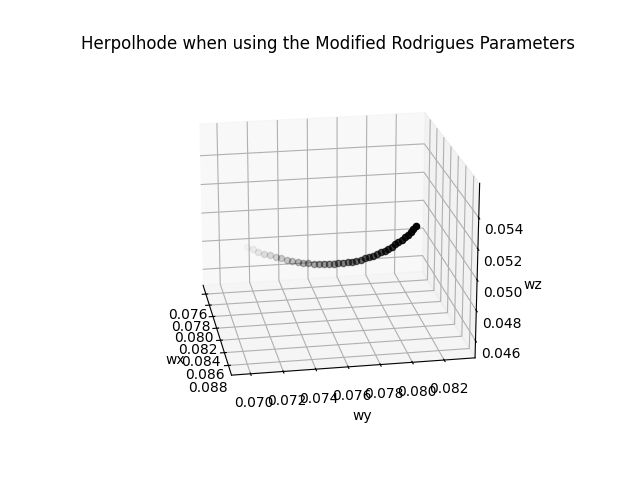 Herpolhode when using the Modified Rodrigues Parameters
0.054
0.052
0.050
wz
0.048
0.046
0.076
0.078
0.080
0.082
wx
0.084
0.086
0.088
0.070 0.072 0.074 0.076 0.078 0.080 0.082
wy